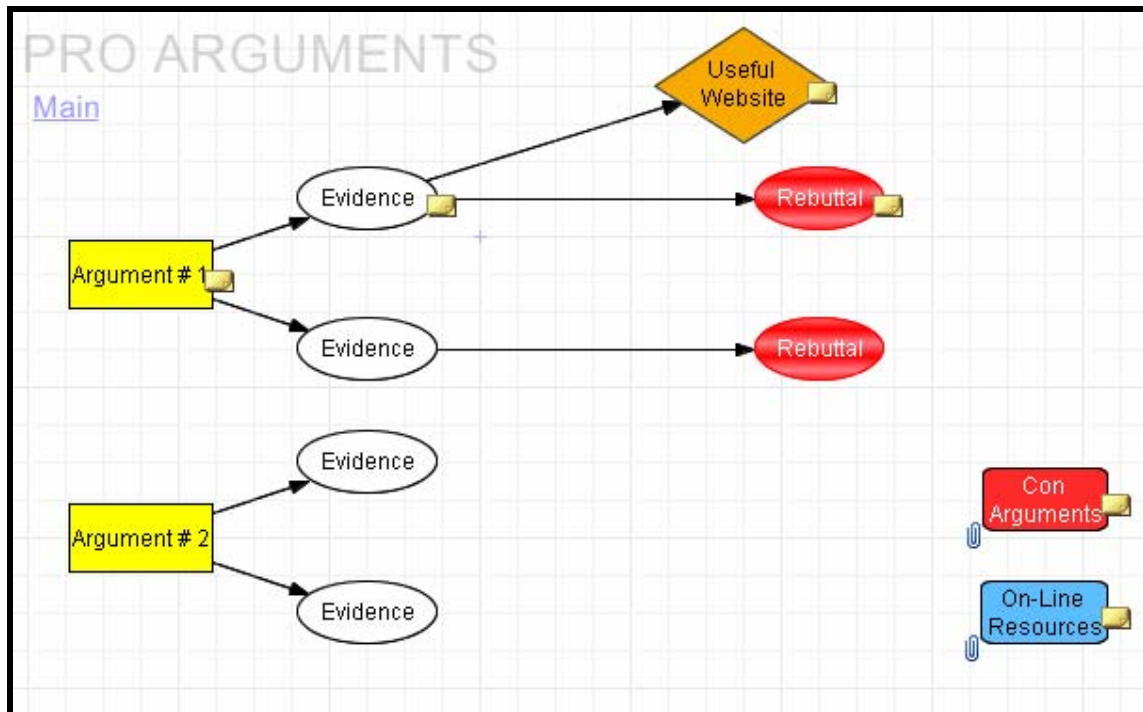 PRO ARGUMENTS
Main
Useful
Website
Evidence
Rebuttal
Argument # 1
Evidence
Rebuttal
Evidence
Argument # 2
Evidence
Con
Arguments
On-Line
Resources